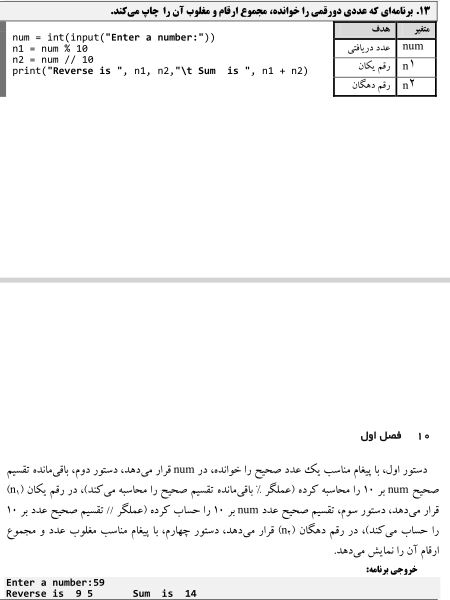 ۱۳. برنامه‌ای که عددی دورقمی را خوانده، مجموع ارقام و مغلوب آن را چاپ می‌کند.
متغیر هدف
num عدد دریافتی
n۱ رقم یکان
n۲ رقم دهگان
num = int(input("Enter a number:"))
n1 = num % 10
n2 = num // 10
print("Reverse is ", n1, n2,"\t Sum  is ", n1 + n2)
۱۰ فصل اول
دستور اول، با پیغام مناسب یک عدد صحیح را خوانده، در num قرار می‌دهد، دستور دوم، باقی‌مانده تقسیم
صحیح num بر ۱۰ را محاسبه کرده (عملگر ٪ باقی‌مانده تقسیم صحیح را محاسبه می‌کند)، در رقم یکان (n۱)
قرار می‌دهد، دستور سوم، تقسیم صحیح عدد num بر ۱۰ را حساب کرده (عملگر // تقسیم صحیح عدد بر ۱۰
را حساب می‌کند)، در رقم دهگان (n۲) قرار می‌دهد، دستور چهارم، با پیغام مناسب مغلوب عدد و مجموع
ارقام آن را نمایش می‌دهد.
خروجی برنامه:
Enter a number:59
Reverse is  9 5       Sum  is  14